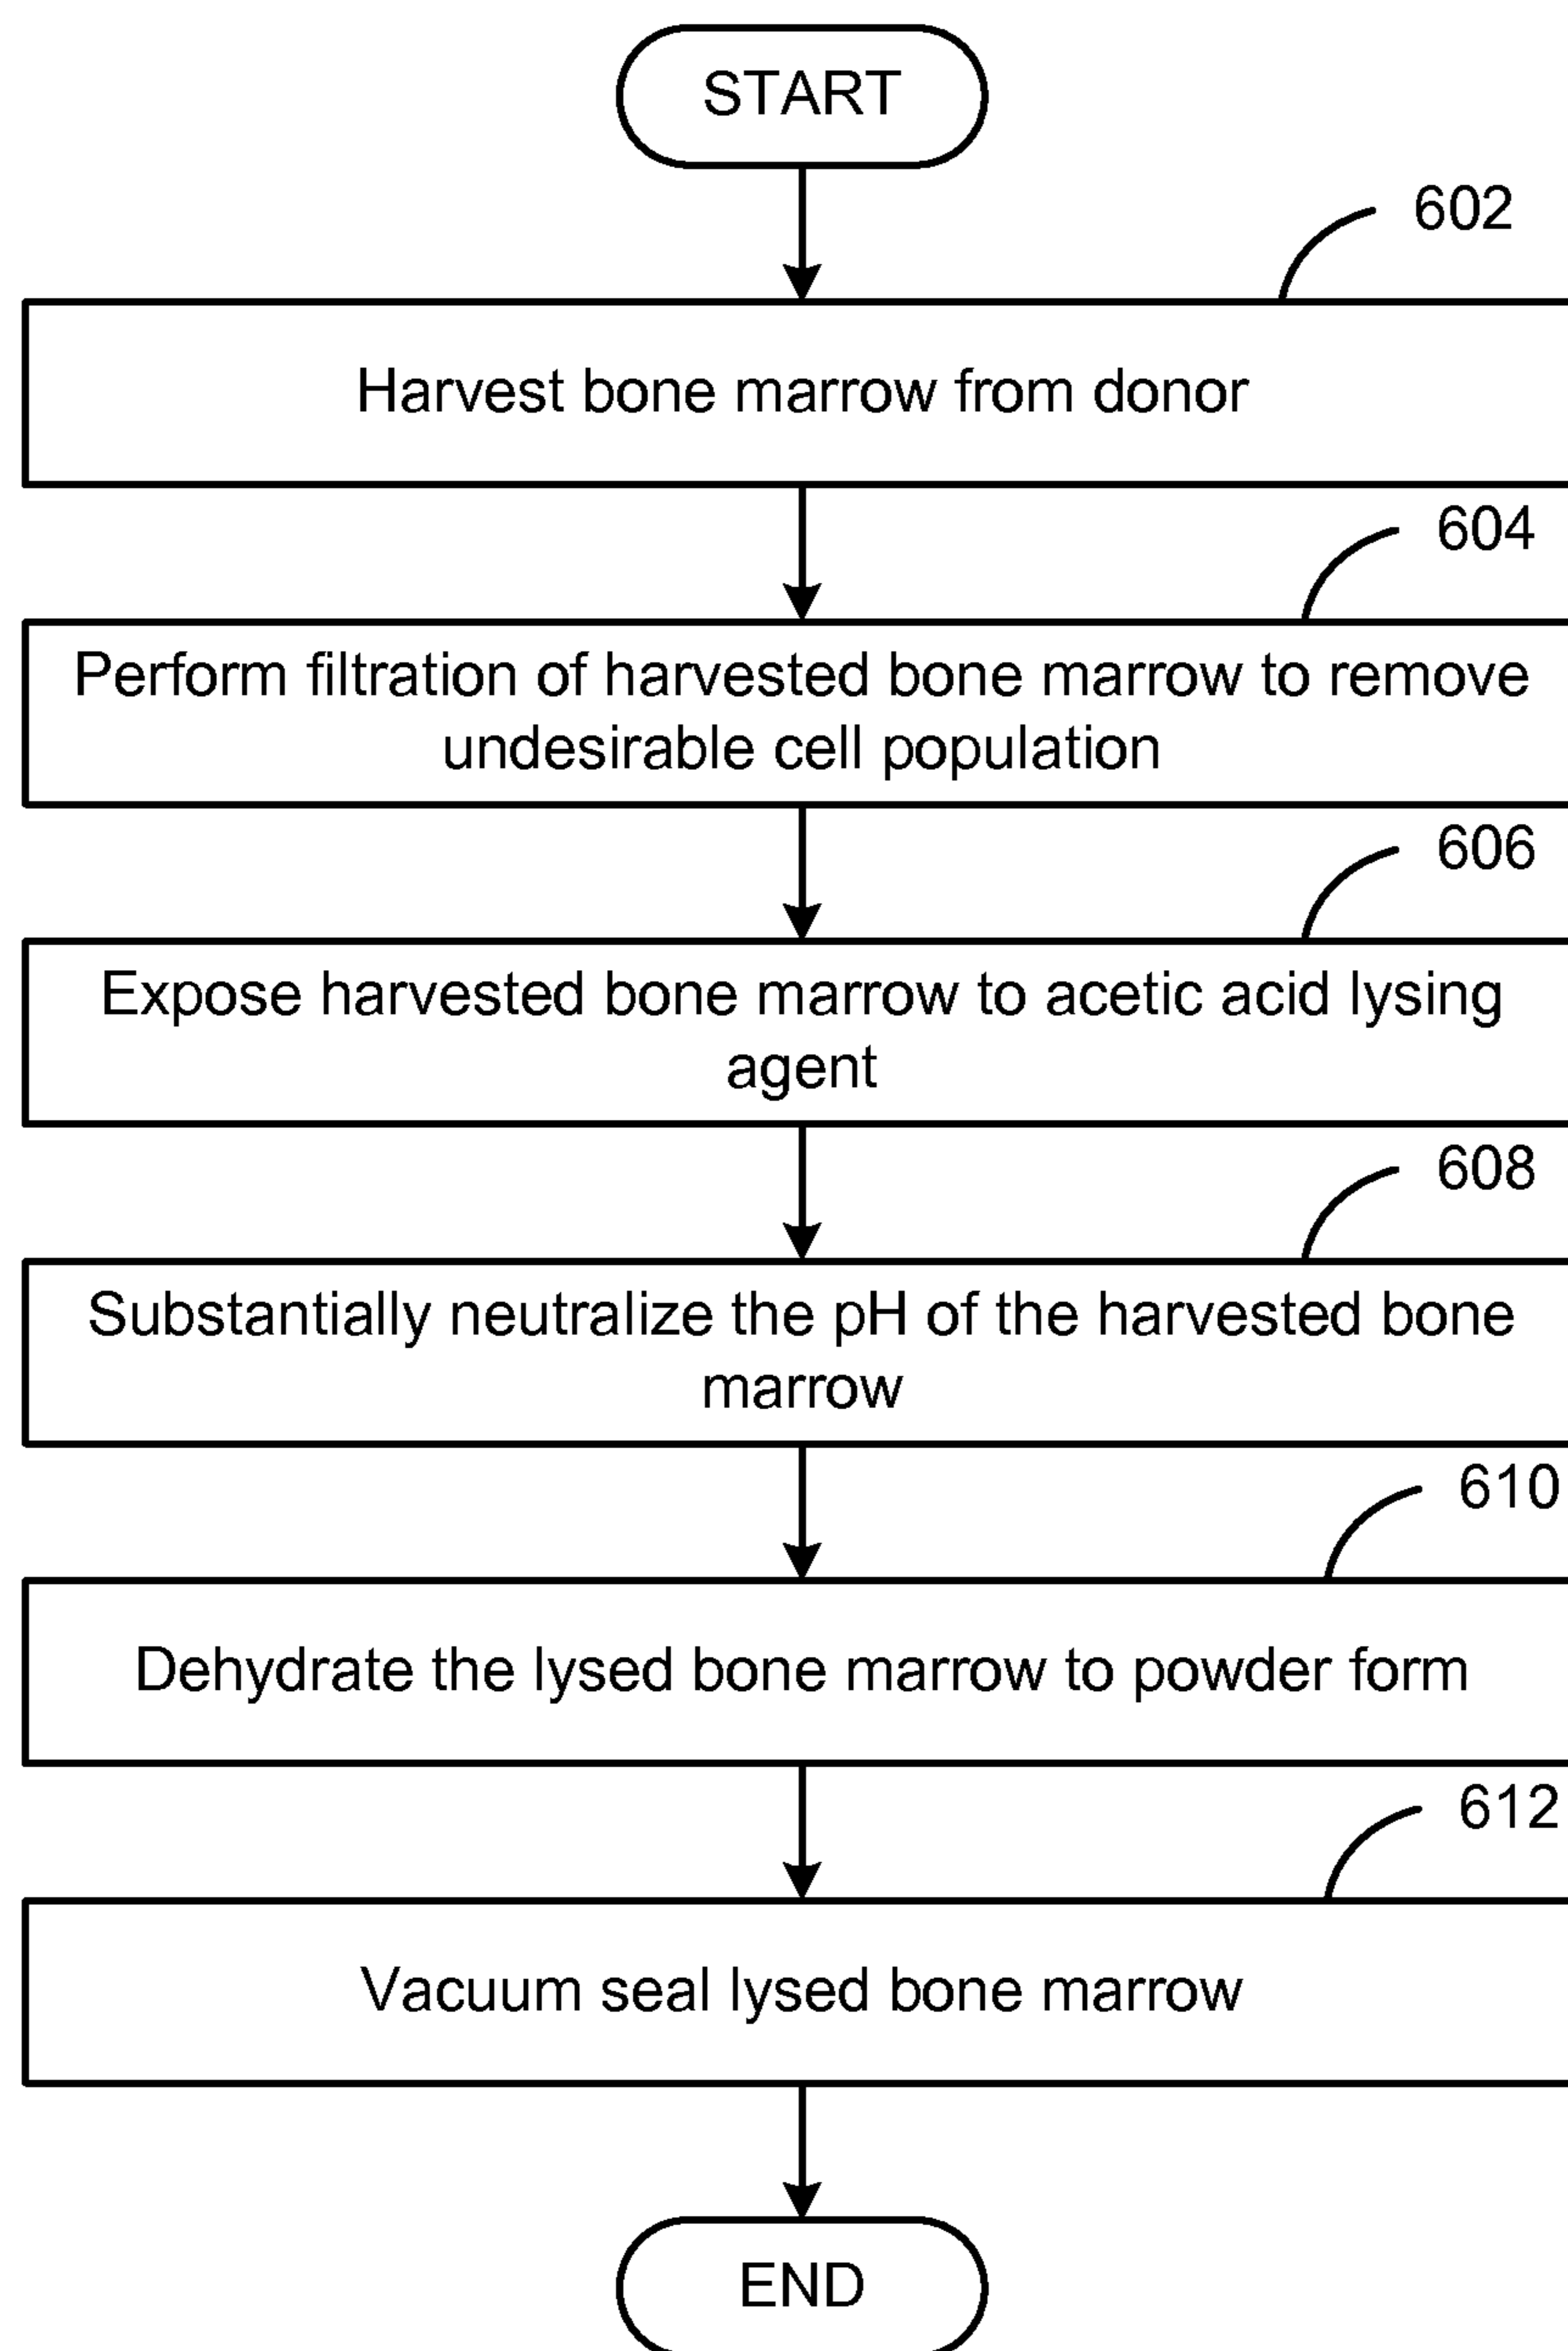 START
602
Harvest bone marrow from donor
604
Perform filtration of harvested bone marrow to remove
undesirable cell population
606
Expose harvested bone marrow to acetic acid lysing
agent
608
Substantially neutralize the pH of the harvested bone
marrow
610
Dehydrate the lysed bone marrow to powder form
612
Vacuum seal lysed bone marrow
END